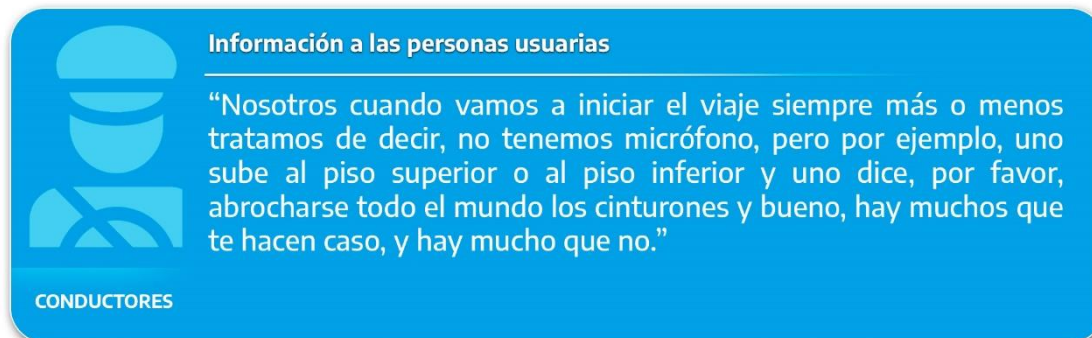 Información a las personas usuarias
“Nosotros cuando vamos a iniciar el viaje siempre más o menos
tratamos de decir, no tenemos micrófono, pero por ejemplo, uno
sube al piso superior o al piso inferior y uno dice, por favor,
abrocharse todo el mundo los cinturones y bueno, hay muchos que
te hacen caso, y hay mucho que no.”
CONDUCTORES